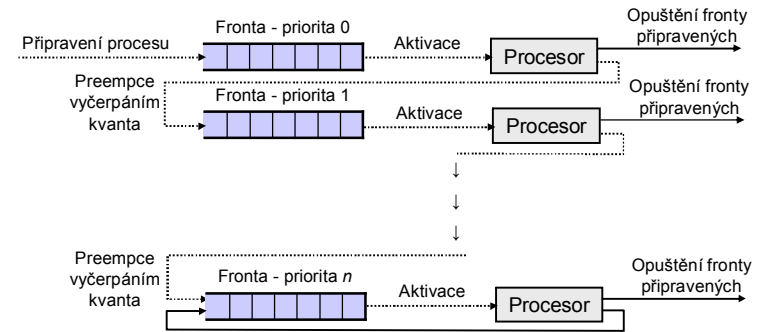 Opuštění fronty
připravených
Fronta - priorita 0
Připravení procesu
Aktivace
Procesor
Preempce
vyčerpáním
kvanta
Fronta - priorita 1
Aktivace
Procesor
Opuštění fronty
připravených
↓
↓
↓
Preempce
vyčerpáním
kvanta
Fronta - priorita n
Aktivace
Procesor
Opuštění fronty
připravených